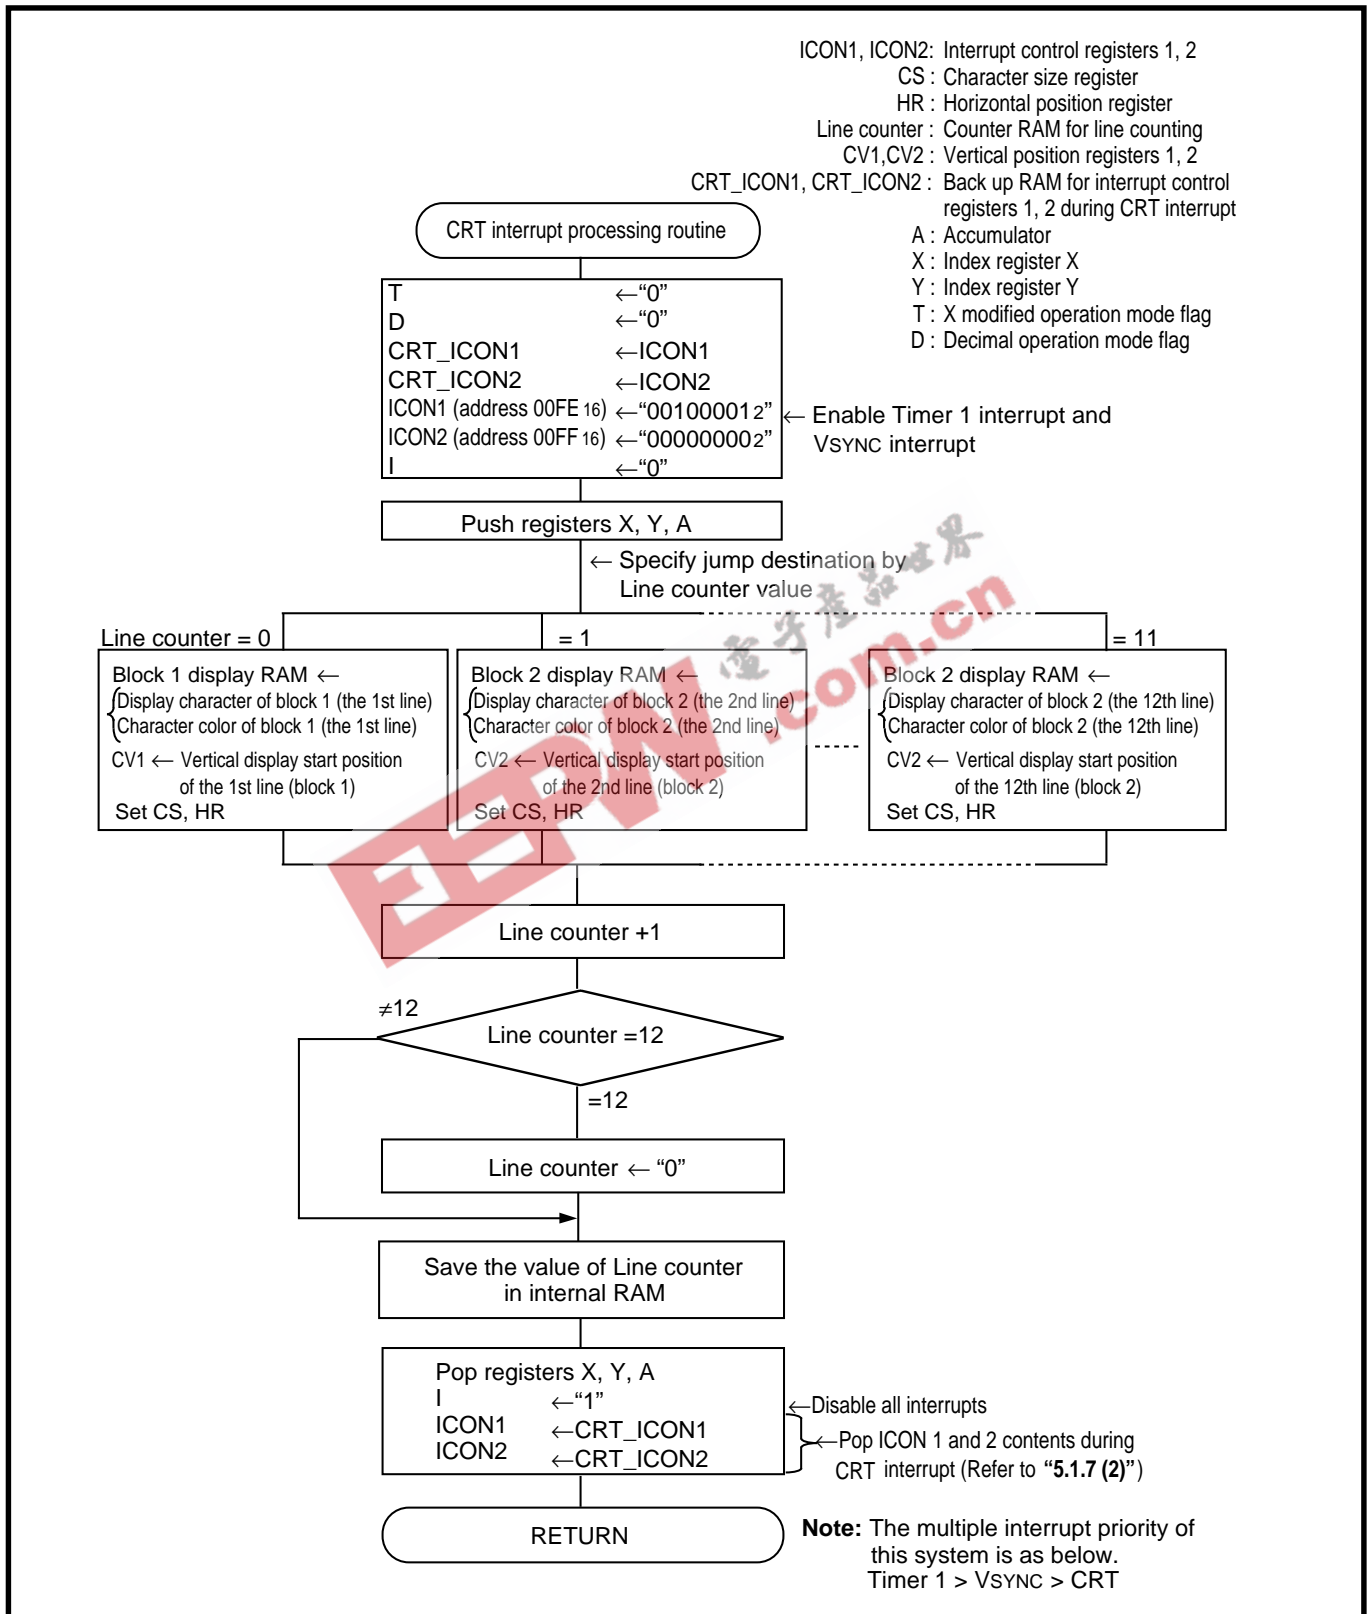 ICON1, ICON2: Interrupt control registers 1, 2
CS : Character size register
HR : Horizontal position register
Line counter : Counter RAM for line counting
CV1,CV2 : Vertical position registers 1, 2
CRT_ICON1, CRT_ICON2 : Back up RAM for interrupt control
registers 1, 2 during CRT interrupt
A : Accumulator
X : Index register X
Y : Index register Y
T : X modified operation mode flag
D : Decimal operation mode flag
CRT interrupt processing routine
T ←“0”
D ←“0”
CRT_ICON1 ←ICON1
CRT_ICON2 ←ICON2
ICON1 (address 00FE 16) ←“001000012”
ICON2 (address 00FF 16) ←“000000002”
I ←“0”
← Enable Timer 1 interrupt and
VSYNC interrupt
Push registers X, Y, A
← Specify jump destination by
Line counter value
Line counter = 0
= 1
= 11
Block 1 display RAM ←
Display character of block 1 (the 1st line)
Character color of block 1 (the 1st line)
CV1 ← Vertical display start position
of the 1st line (block 1)
Set CS, HR
Block 2 display RAM ←
Display character of block 2 (the 2nd line)
Character color of block 2 (the 2nd line)
CV2 ← Vertical display start position
of the 2nd line (block 2)
Set CS, HR
Block 2 display RAM ←
Display character of block 2 (the 12th line)
Character color of block 2 (the 12th line)
CV2 ← Vertical display start position
of the 12th line (block 2)
Set CS, HR
EEPW
電子產品世界
.com.cn
Line counter +1
≠12
Line counter =12
=12
Line counter ← “0”
Save the value of Line counter
in internal RAM
Pop registers X, Y, A
I ←“1”
ICON1 ←CRT_ICON1
ICON2 ←CRT_ICON2
←Disable all interrupts
←Pop ICON 1 and 2 contents during
CRT interrupt (Refer to “5.1.7 (2)”)
RETURN
Note: The multiple interrupt priority of
this system is as below.
Timer 1 > VSYNC > CRT